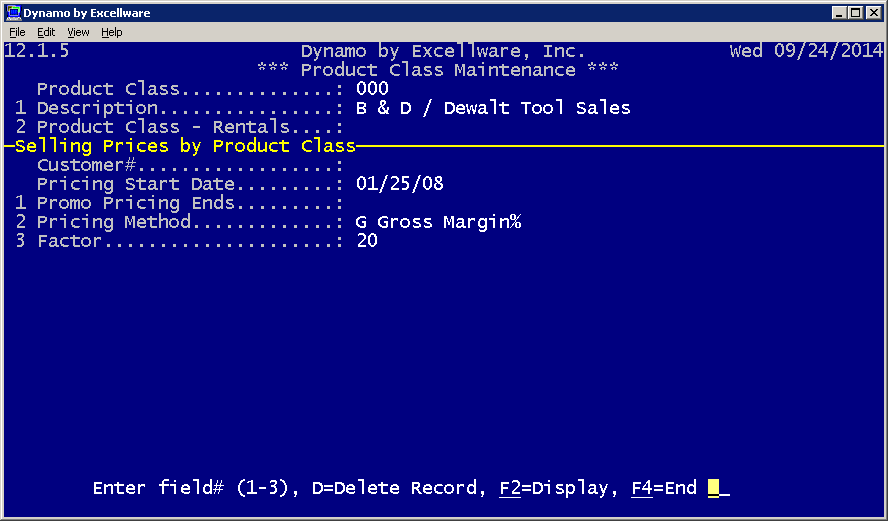 Dynamo by Excellware
File Edit View Help
12.1.5 Dynamo by Excellware, Inc. Wed 09/24/2014
*** Product Class Maintenance ***
Product Class..............: 000
1 Description................: B & D / Dewalt Tool Sales
2 Product Class - Rentals....:
Selling Prices by Product Class
Customer#..................:
Pricing Start Date.........: 01/25/08
1 Promo Pricing Ends.........:
2 Pricing Method.............: G Gross Margin%
3 Factor.....................: 20
Enter field# (1-3), D=Delete Record, F2=Display, F4=End